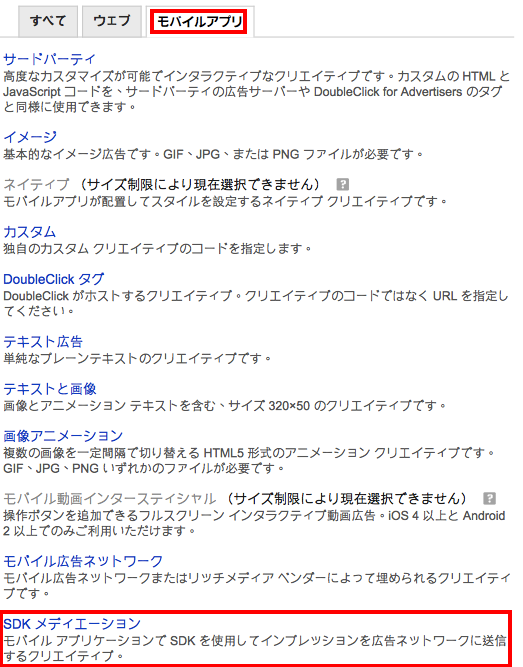 すべて ウェブ モバイルアプリ
サードパーティ
高度なカスタマイズが可能でインタラクティブなクリエイティブです。カスタムの HTML と
JavaScript コードを、サードパーティの広告サーバーや DoubleClick for Advertisers のタグ
と同様に使用できます。
イメージ
基本的なイメージ広告です。GIF、JPG、または PNG ファイルが必要です。
ネイティブ （サイズ制限により現在選択できません） ?
モバイルアプリが配置してスタイルを設定するネイティブ クリエイティブです。
カスタム
独自のカスタム クリエイティブのコードを指定します。
DoubleClick タグ
DoubleClick がホストするクリエイティブ。クリエイティブのコードではなく URL を指定し
てください。
テキスト広告
単純なプレーンテキストのクリエイティブです。
テキストと画像
画像とアニメーション テキストを含む、サイズ 320×50 のクリエイティブです。
画像アニメーション
複数の画像を一定間隔で切り替える HTML5 形式のアニメーション クリエイティブです。
GIF、JPG、PNG いずれかのファイルが必要です。
モバイル動画インタースティシャル （サイズ制限により現在選択できません） ?
操作ボタンを追加できるフルスクリーン インタラクティブ動画広告。iOS 4 以上と Android
2 以上でのみご利用いただけます。
モバイル広告ネットワーク
モバイル広告ネットワークまたはリッチメディア ベンダーによって埋められるクリエイティ
ブです。
SDK メディエーション
モバイル アプリケーションで SDK を使用してインプレッションを広告ネットワークに送信
するクリエイティブ。